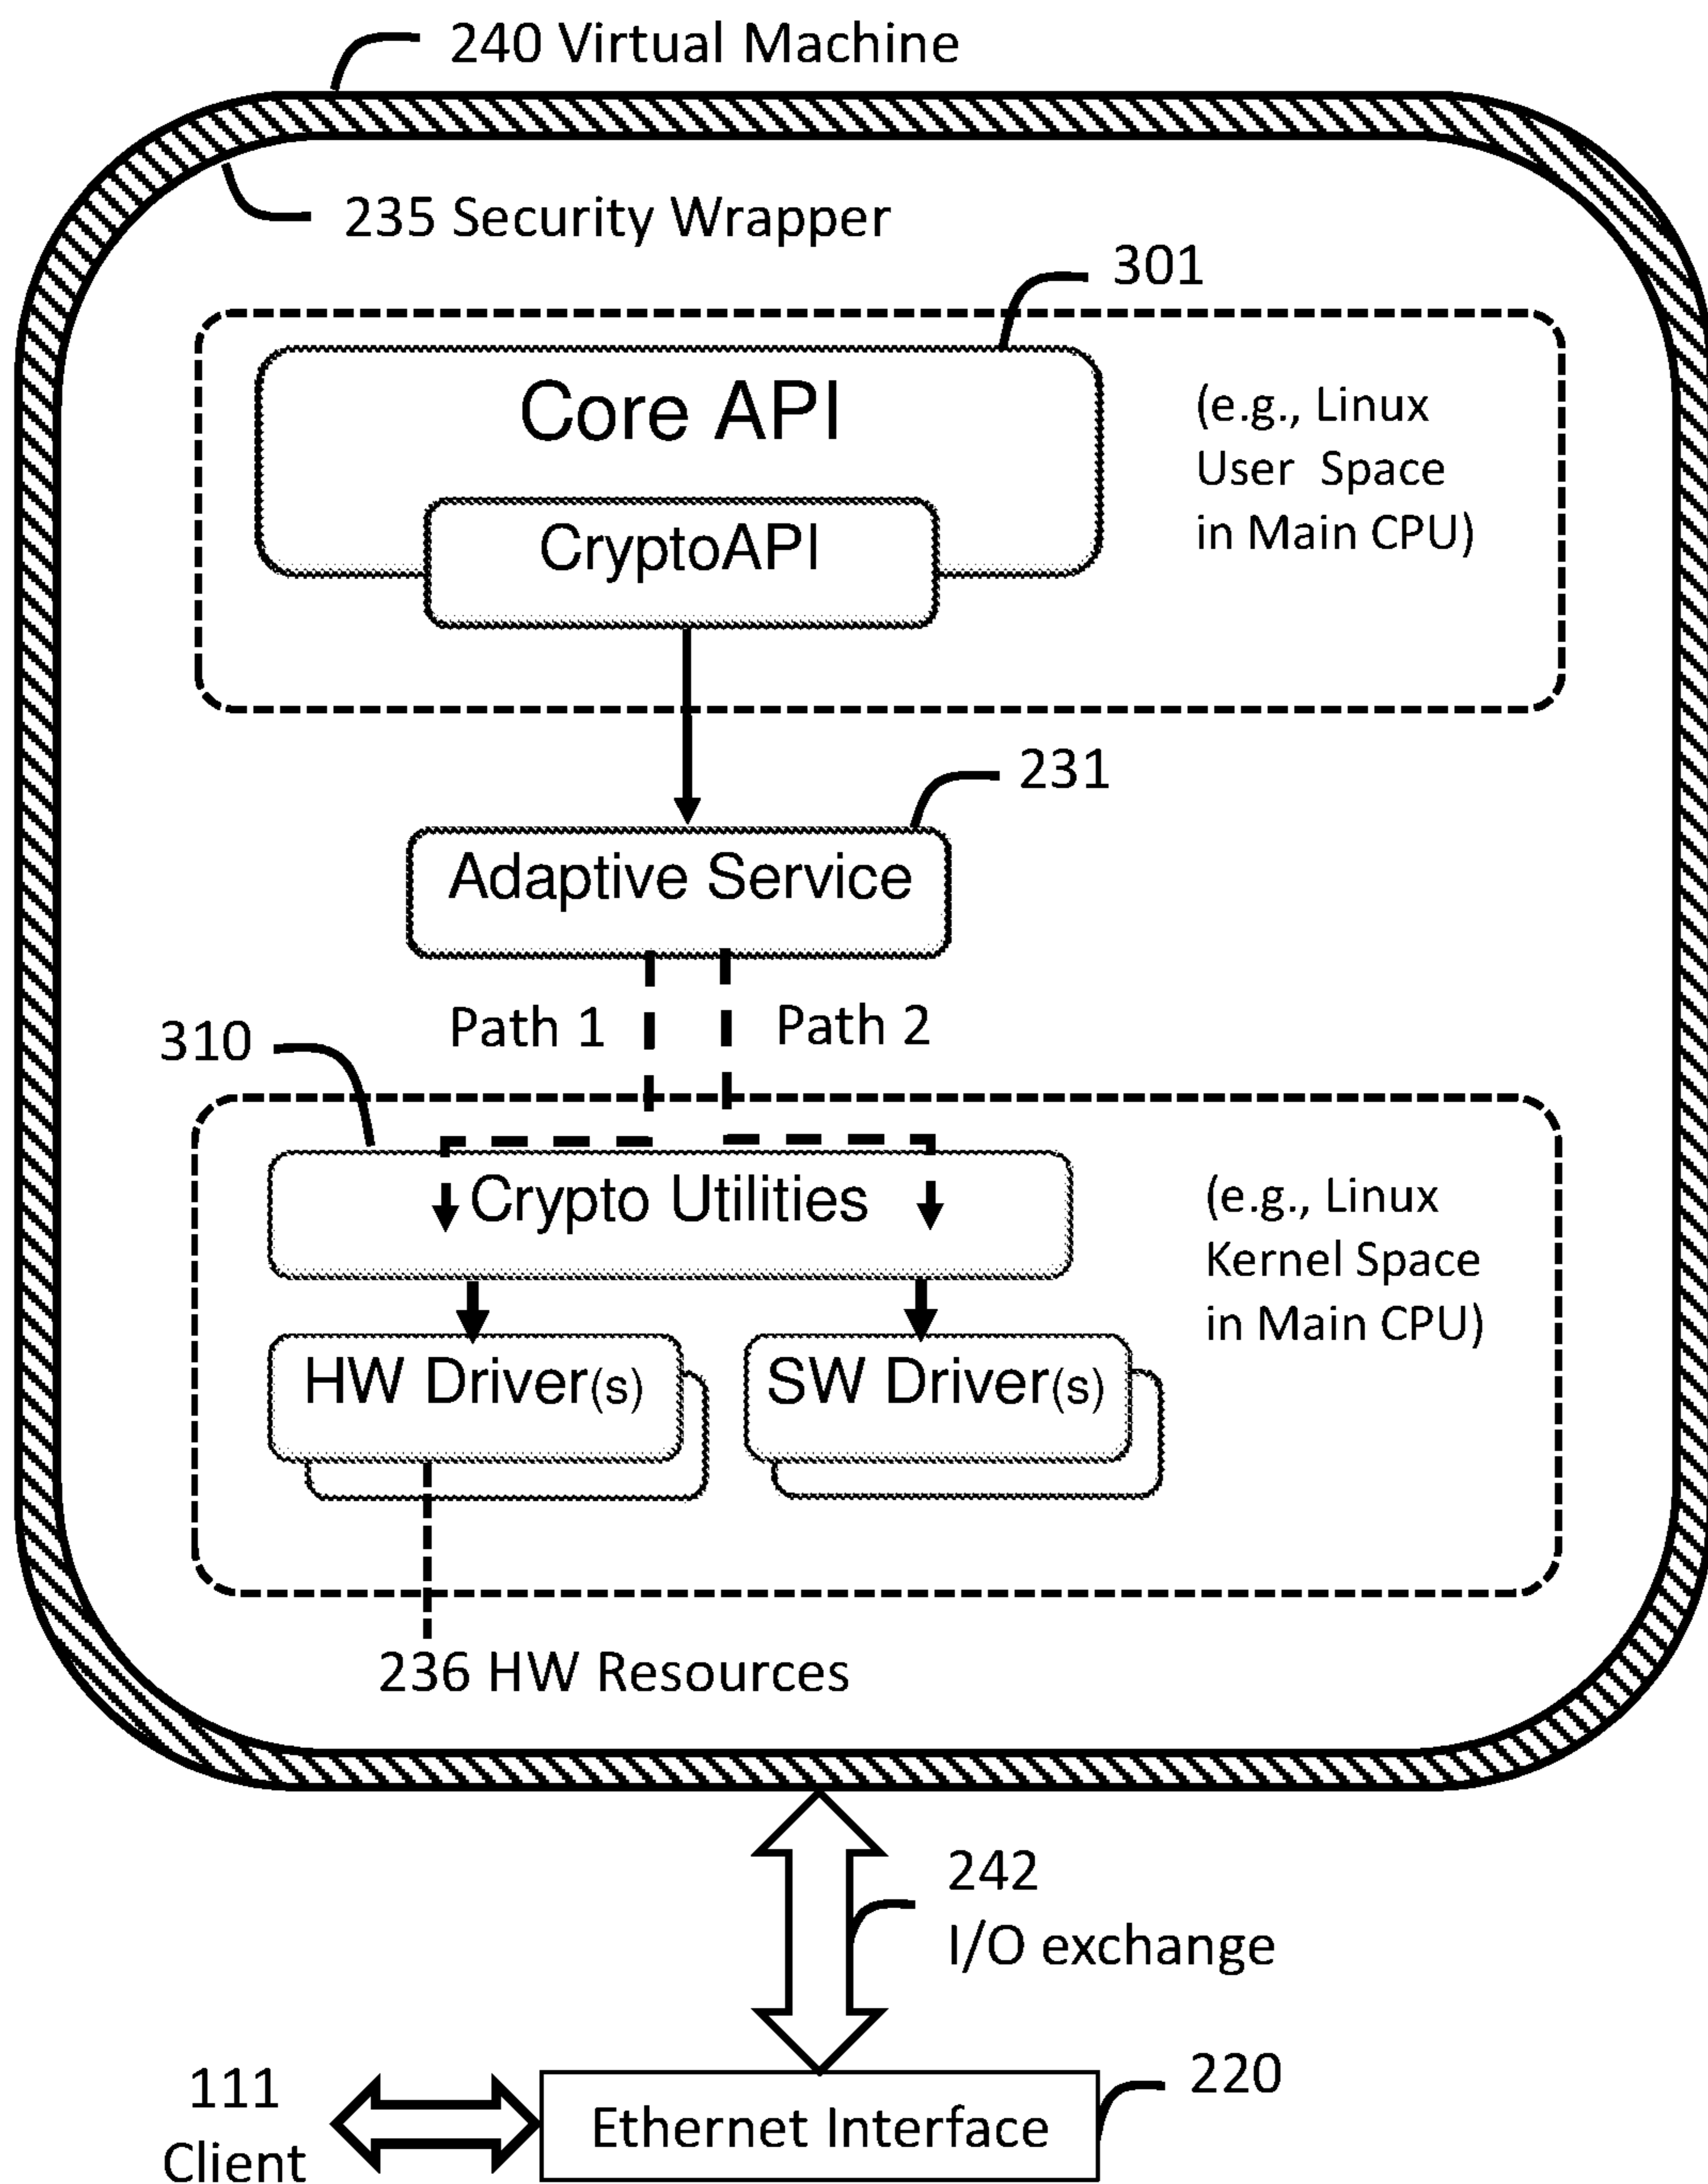 240 Virtual Machine
235 Security Wrapper
301
Core API
CryptoAPI
(e.g., Linux
User Space
in Main CPU)
231
Adaptive Service
Path 1
Path 2
310
Crypto Utilities
(e.g., Linux
Kernel Space
in Main CPU)
HW Driver(s)
SW Driver(s)
236 HW Resources
242
I/O exchange
220
Ethernet Interface
111
Client